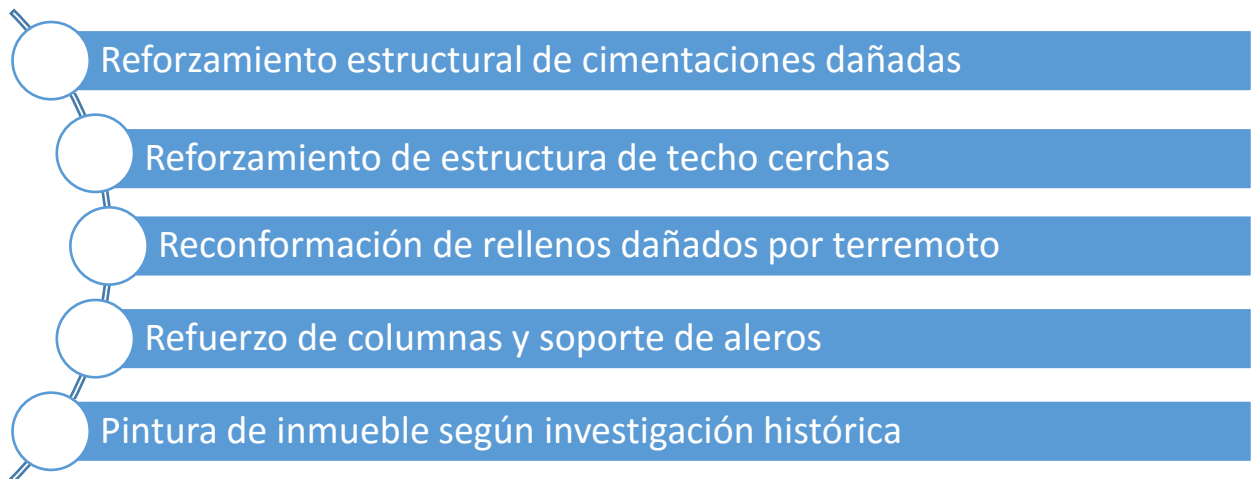 Reforzamiento estructural de cimentaciones dañadas
Reforzamiento de estructura de techo cerchas
Reconformación de rellenos dañados por terremoto
Refuerzo de columnas y soporte de aleros
Pintura de inmueble según investigación histórica